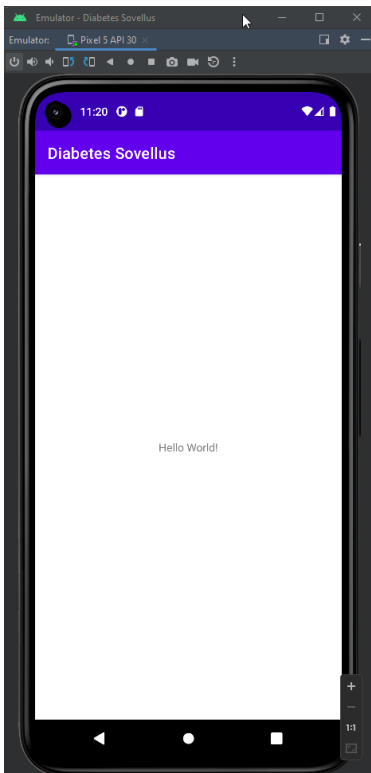 Emulator - Diabetes Sovellus
Emulator: Pixel 5 API 30
11:20
Diabetes Sovellus
Hello World!
1:1